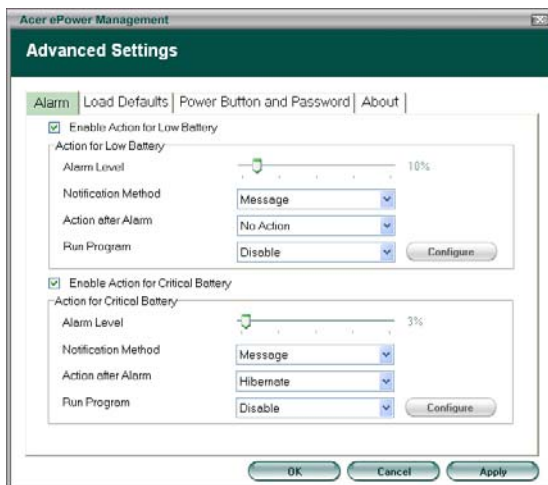 Acer ePower Management
Advanced Settings
Alarm Load Defaults Power Button and Password About
Enable Action for Low Battery
Action for Low Battery
Alarm Level 10%
Notification Method Message
Action after Alarm No Action
Run Program Disable Configure
Enable Action for Critical Battery
Action for Critical Battery
Alarm Level 3%
Notification Method Message
Action after Alarm Hibernate
Run Program Disable Configure
OK Cancel Apply